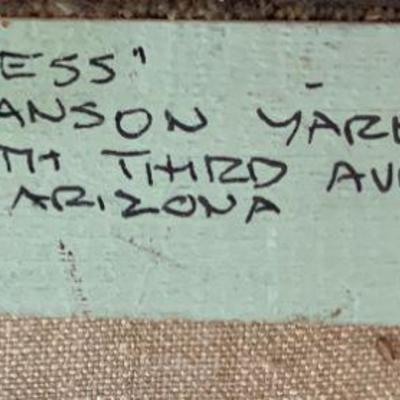 ESS"
ANSON YAR
TH THIRD AV
ARIZONA